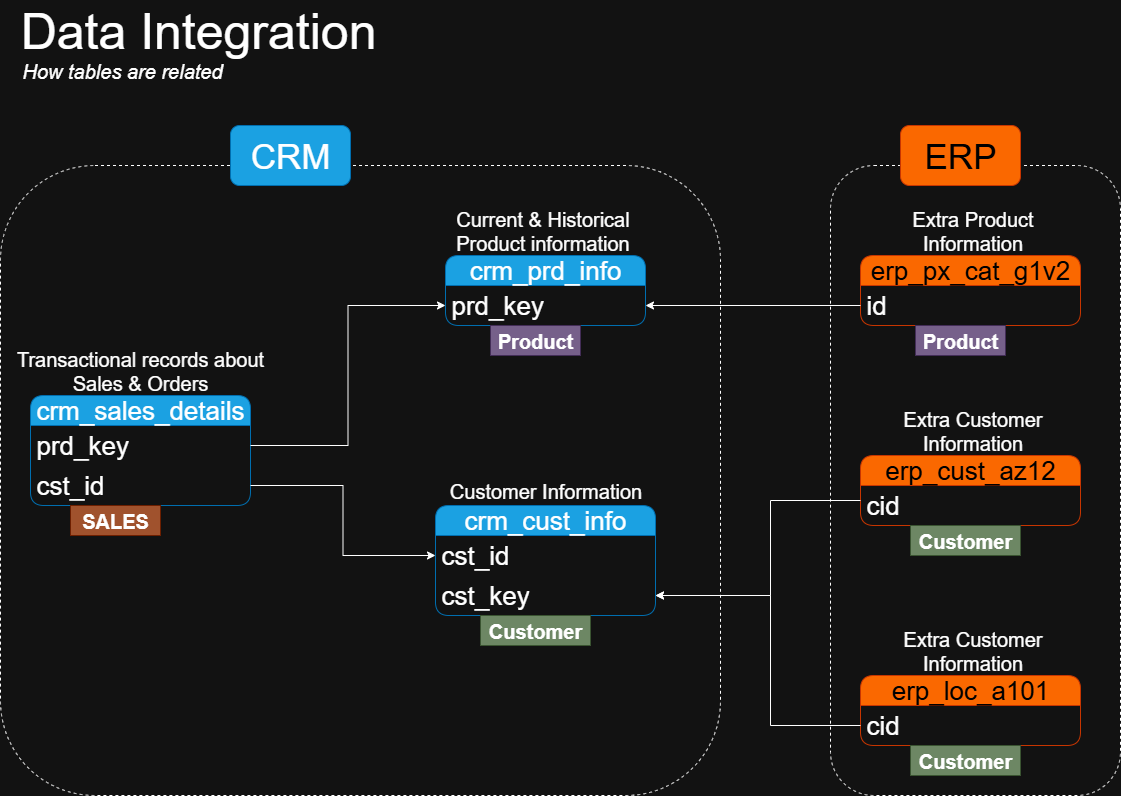 Data Integration
How tables are related
CRM
ERP
Current & Historical
Product information
crm_prd_info
prd_key
Product
Extra Product
Information
erp_px_cat_g1v2
id
Product
Transactional records about
Sales & Orders
crm_sales_details
prd_key
cst_id
SALES
Customer Information
crm_cust_info
cst_id
cst_key
Customer
Extra Customer
Information
erp_cust_az12
cid
Customer
Extra Customer
Information
erp_loc_a101
cid
Customer